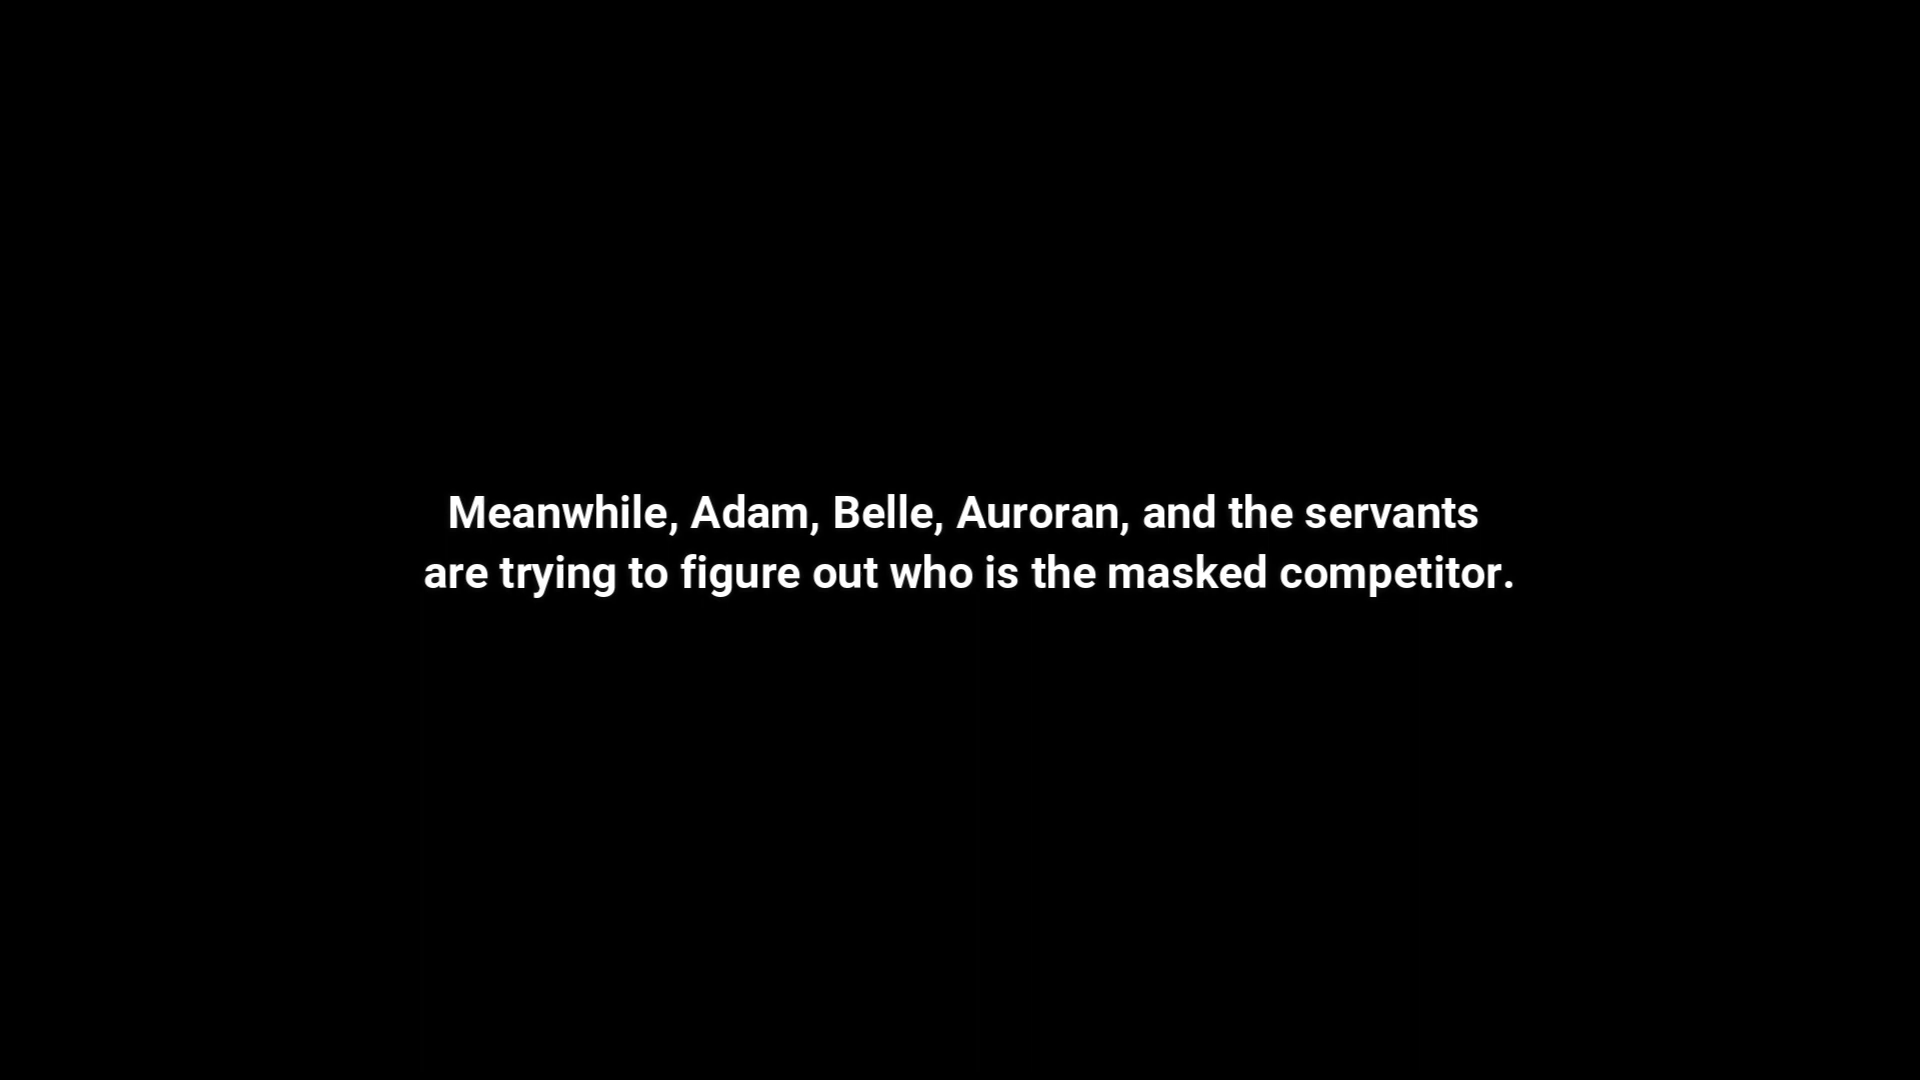 Meanwhile, Adam, Belle, Auroran, and the servants
are trying to figure out who is the masked competitor.